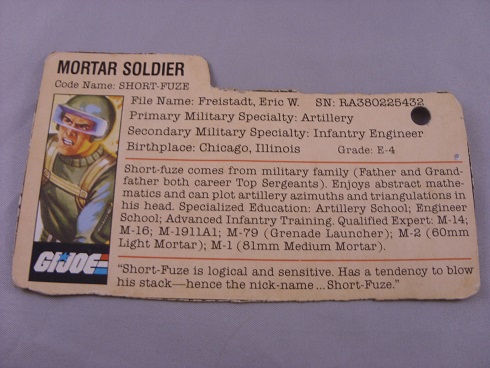 MORTAR SOLDIER
Code Name: SHORT-FUZE
File Name: Freistadt, Eric W. SN: RA380225432
Primary Military Specialty: Artillery
Secondary Military Specialty: Infantry Engineer
Birthplace: Chicago, Illinois Grade: E-4
Short-fuze comes from military family (Father and Grand-
father both career Top Sergeants). Enjoys abstract mathe-
matics and can plot artillery azimuths and triangulations in
his head. Specialized Education: Artillery School; Engineer
School; Advanced Infantry Training. Qualified Expert: M-14;
M-16; M-1911A1; M-79 (Grenade Launcher); M-2 (60mm
Light Mortar); M-1 (81mm Medium Mortar).
GI JOE
"Short-Fuze is logical and sensitive. Has a tendency to blow
his stack—hence the nick-name ... Short-Fuze."